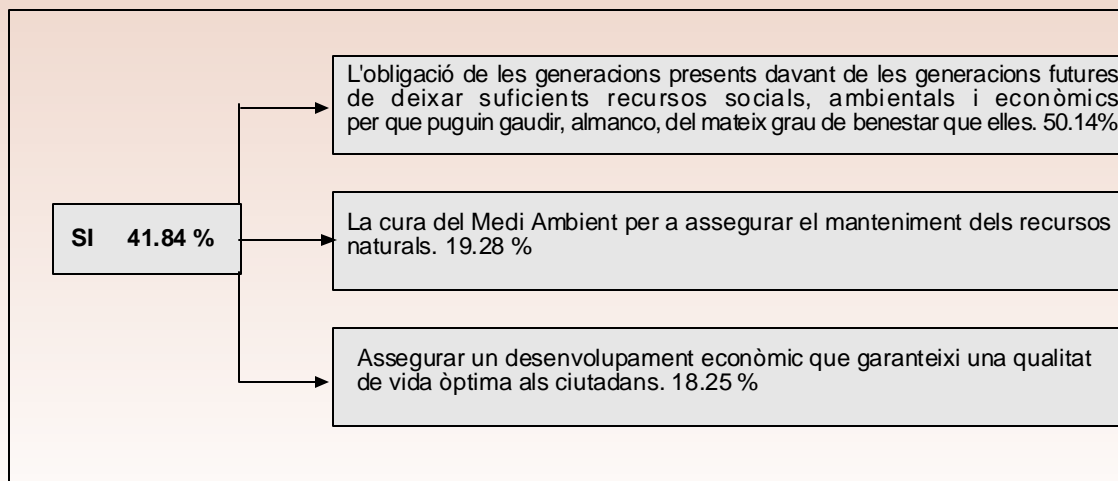 L'obligació de les generacions presents davant de les generacions futures
de deixar suficients recursos socials, ambientals i econòmics
per que puguin gaudir, almanco, del mateix grau de benestar que elles. 50.14%
SI 41.84 %
La cura del Medi Ambient per a assegurar el manteniment dels recursos
naturals. 19.28 %
Assegurar un desenvolupament econòmic que garanteixi una qualitat
de vida òptima als ciutadans. 18.25 %